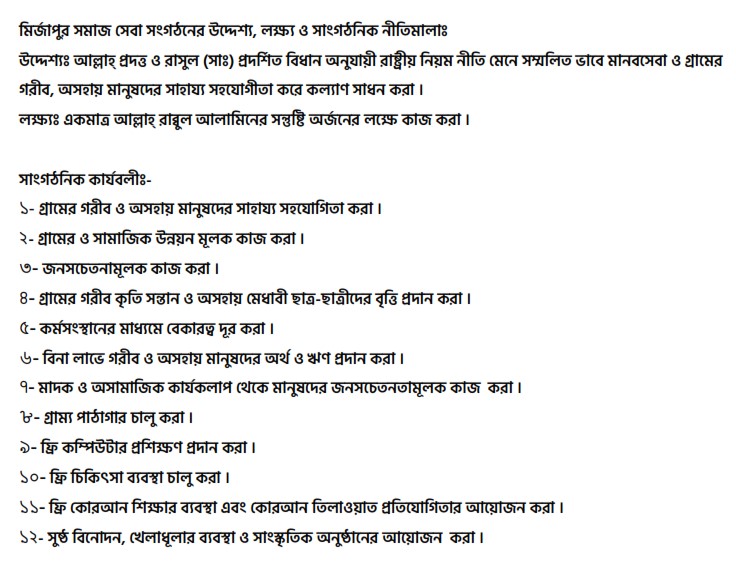 মির্জাপুর সমাজ সেবা সংগঠনের উদ্দেশ্য, লক্ষ্য ও সাংগঠনিক নীতিমালাঃ
উদ্দেশ্যঃ আল্লাহ্ প্রদত্ত ও রাসুল (সাঃ) প্রদর্শিত বিধান অনুযায়ী রাষ্ট্রীয় নিয়ম নীতি মেনে সম্মলিত ভাবে মানবসেবা ও গ্রামের
গরীব, অসহায় মানুষদের সাহায্য সহযোগীতা করে কল্যাণ সাধন করা।
লক্ষ্যঃ একমাত্র আল্লাহ্ রাব্বুল আলামিনের সন্তুষ্টি অর্জনের লক্ষে কাজ করা।
সাংগঠনিক কার্যবলীঃ-
১- গ্রামের গরীব ও অসহায় মানুষদের সাহায্য সহযোগিতা করা।
২- গ্রামের ও সামাজিক উন্নয়ন মূলক কাজ করা।
৩- জনসচেতনামূলক কাজ করা।
৪- গ্রামের গরীব কৃতি সন্তান ও অসহায় মেধাবী ছাত্র-ছাত্রীদের বৃত্তি প্রদান করা।
৫- কর্মসংস্থানের মাধ্যমে বেকারত্ব দূর করা।
৬- বিনা লাভে গরীব ও অসহায় মানুষদের অর্থ ও ঋণ প্রদান করা।
৭- মাদক ও অসামাজিক কার্যকলাপ থেকে মানুষদের জনসচেতনতামূলক কাজ করা।
৮- গ্রাম্য পাঠাগার চালু করা।
৯- ফ্রি কম্পিউটার প্রশিক্ষণ প্রদান করা।
১০- ফ্রি চিকিৎসা ব্যবস্থা চালু করা।
১১- ফ্রি কোরআন শিক্ষার ব্যবস্থা এবং কোরআন তিলাওয়াত প্রতিযোগিতার আয়োজন করা।
১২- সুষ্ঠ বিনোদন, খেলাধূলার ব্যবস্থা ও সাংস্কৃতিক অনুষ্ঠানের আয়োজন করা।